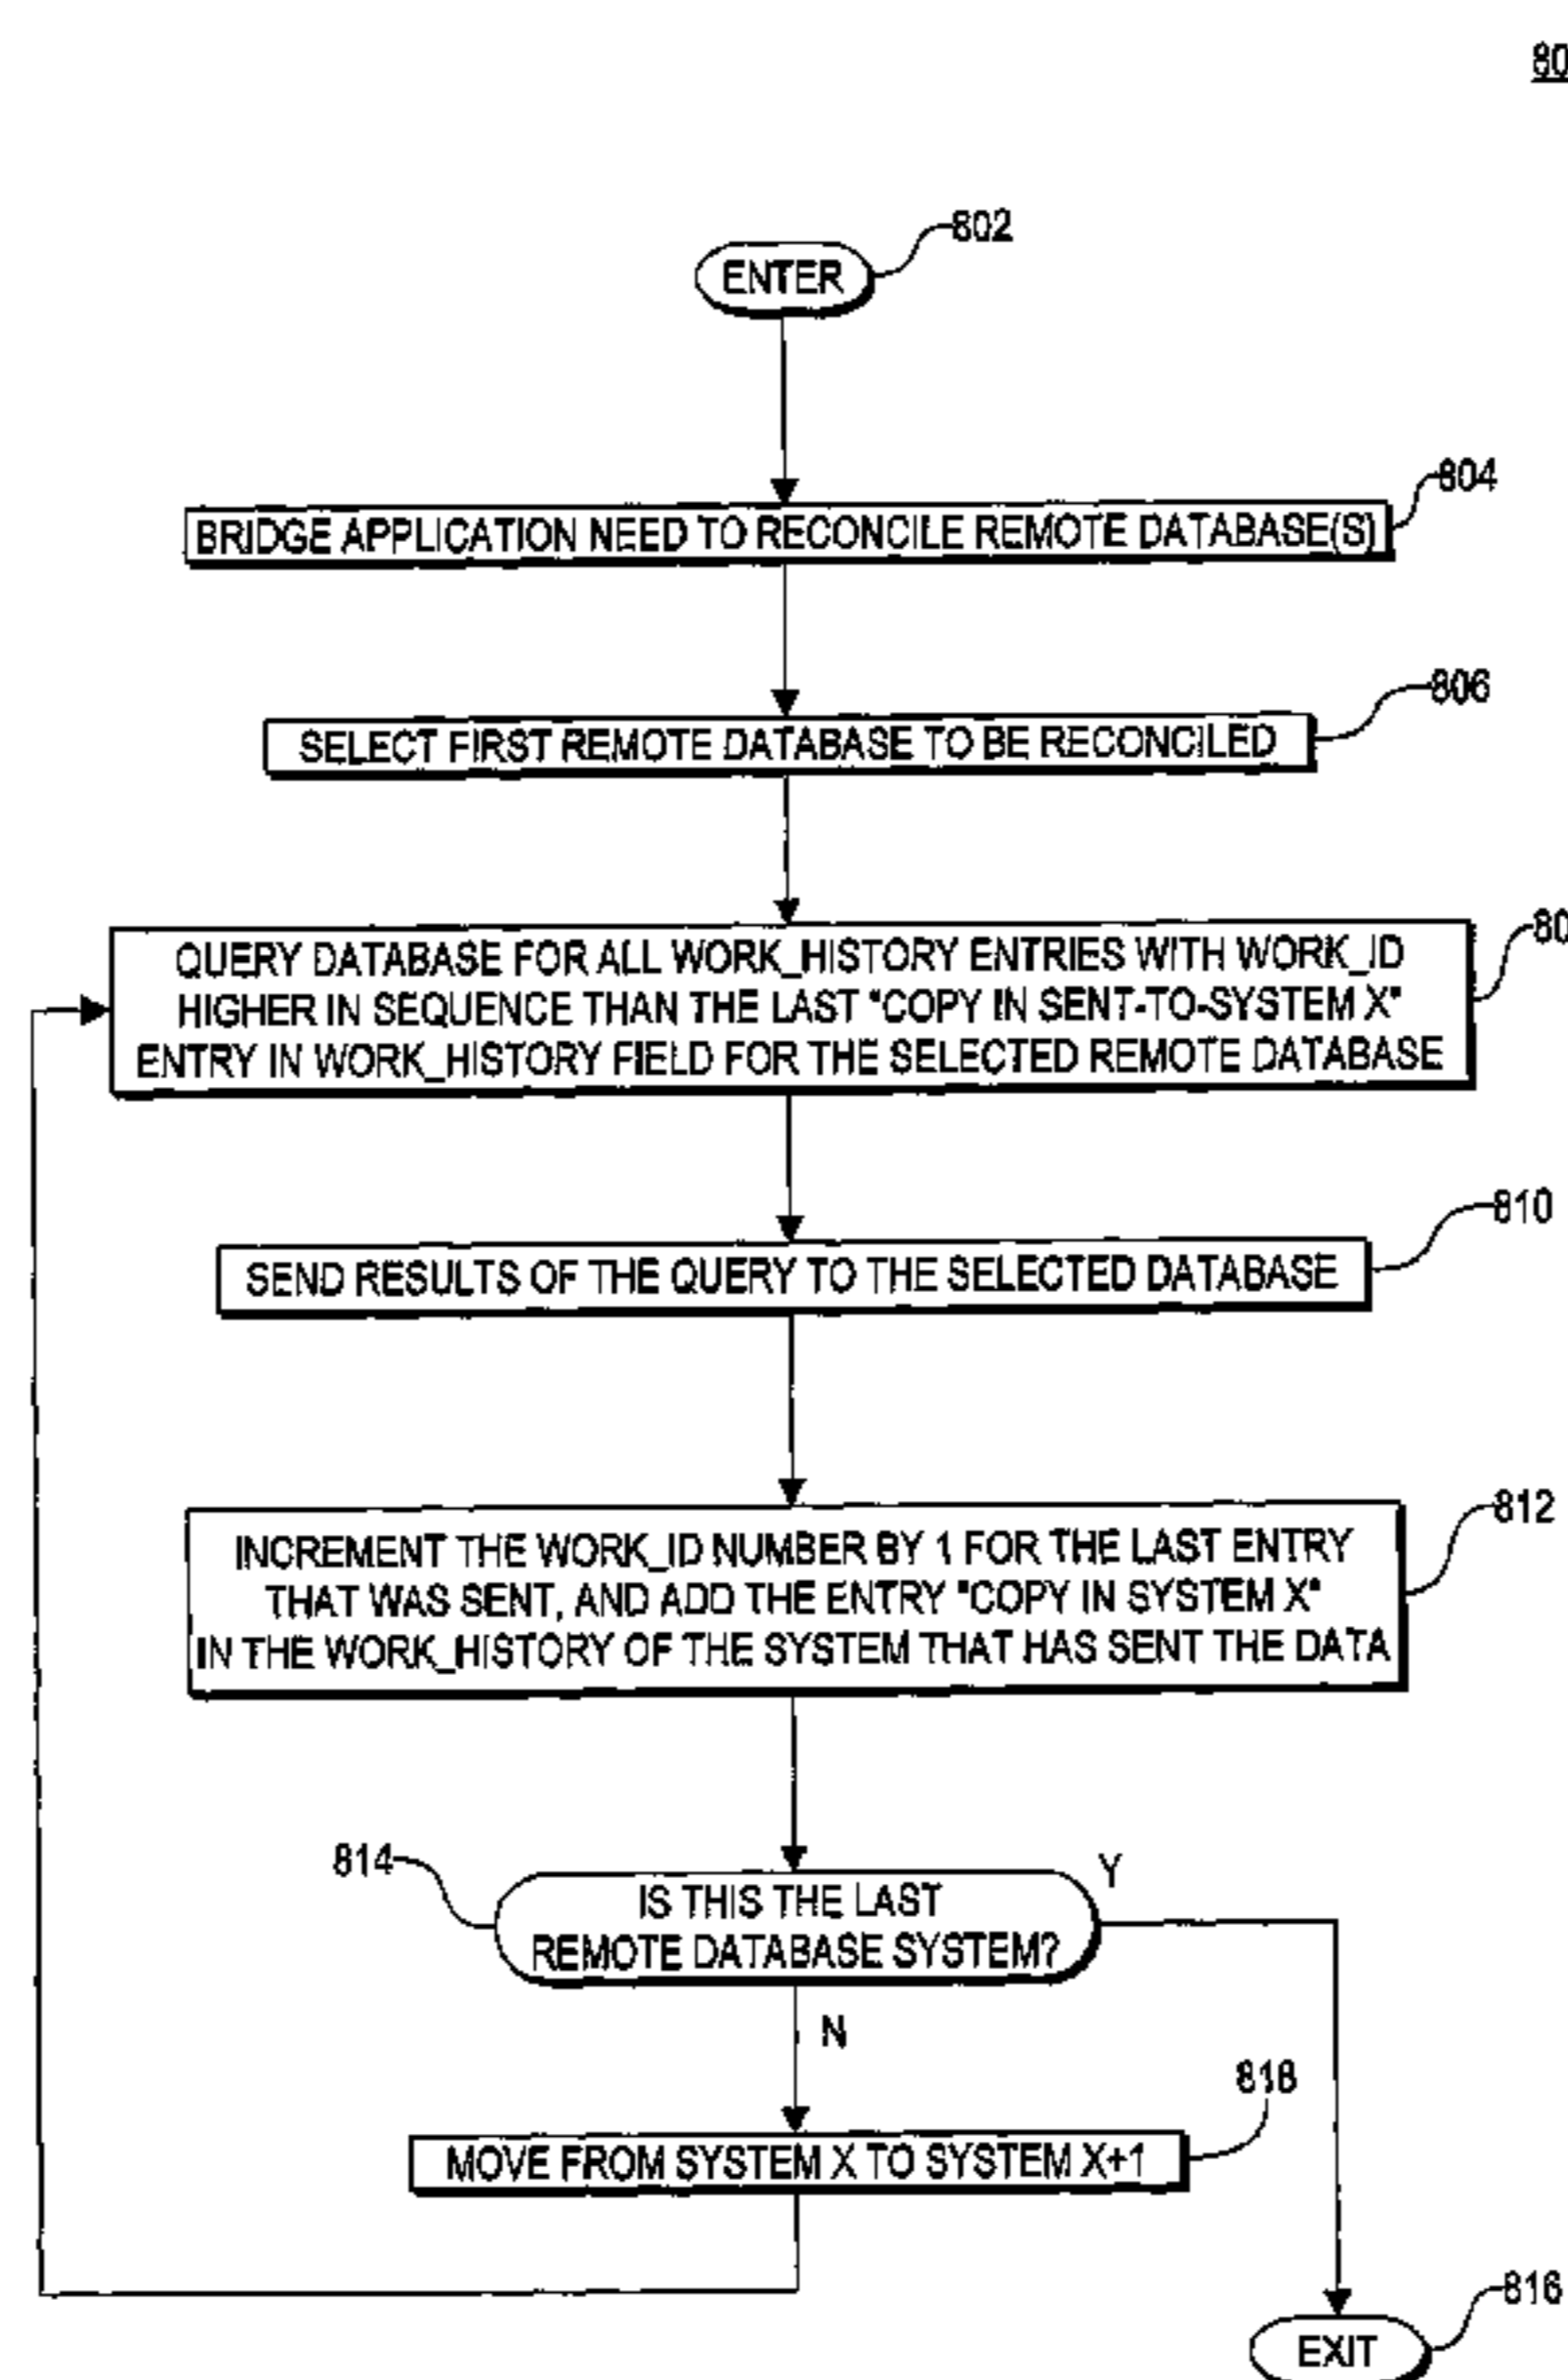 80
802
ENTER
804
BRIDGE APPLICATION NEED TO RECONCILE REMOTE DATABASE(S)
806
SELECT FIRST REMOTE DATABASE TO BE RECONCILED
80
QUERY DATABASE FOR ALL WORK_HISTORY ENTRIES WITH WORK_ID
HIGHER IN SEQUENCE THAN THE LAST "COPY IN SENT-TO-SYSTEM X"
ENTRY IN WORK_HISTORY FIELD FOR THE SELECTED REMOTE DATABASE
810
SEND RESULTS OF THE QUERY TO THE SELECTED DATABASE
812
INCREMENT THE WORK_ID NUMBER BY 1 FOR THE LAST ENTRY
THAT WAS SENT, AND ADD THE ENTRY "COPY IN SYSTEM X"
IN THE WORK_HISTORY OF THE SYSTEM THAT HAS SENT THE DATA
814
IS THIS THE LAST
REMOTE DATABASE SYSTEM?
Y
N
818
MOVE FROM SYSTEM X TO SYSTEM X+1
816
EXIT